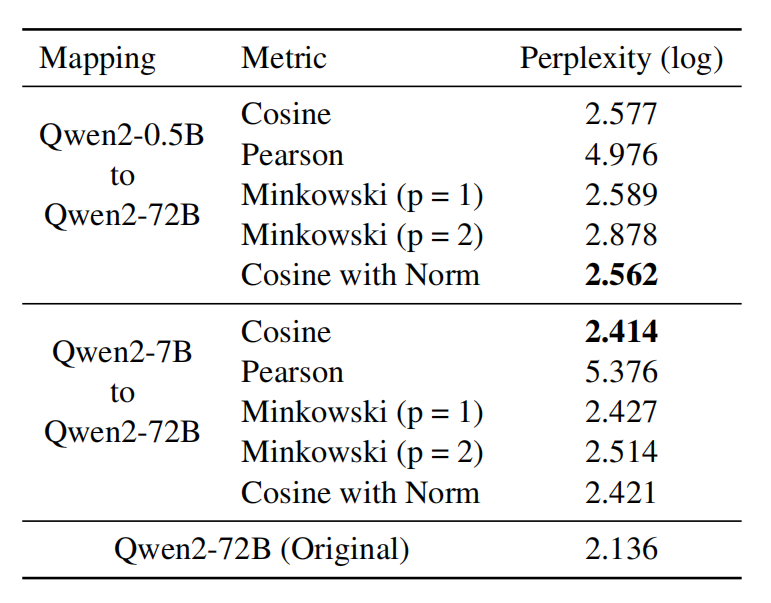 Mapping Metric Perplexity (log)
Qwen2-0.5B to Qwen2-72B
Cosine 2.577
Pearson 4.976
Minkowski (p = 1) 2.589
Minkowski (p = 2) 2.878
Cosine with Norm 2.562
Qwen2-7B to Qwen2-72B
Cosine 2.414
Pearson 5.376
Minkowski (p = 1) 2.427
Minkowski (p = 2) 2.514
Cosine with Norm 2.421
Qwen2-72B (Original) 2.136